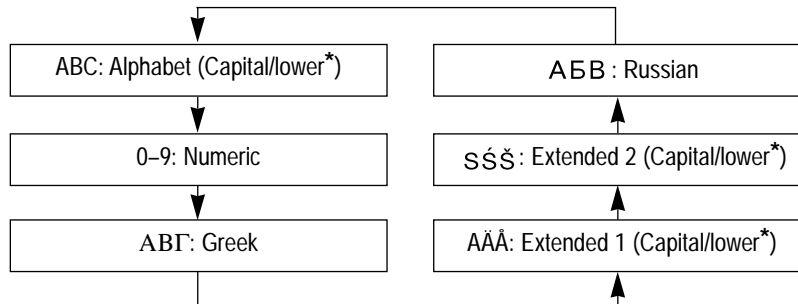 ABC: Alphabet (Capital/lower*)
0–9: Numeric
ΑΒΓ: Greek
AÄÅ: Extended 1 (Capital/lower*)
SŚŠ: Extended 2 (Capital/lower*)
АБВ : Russian